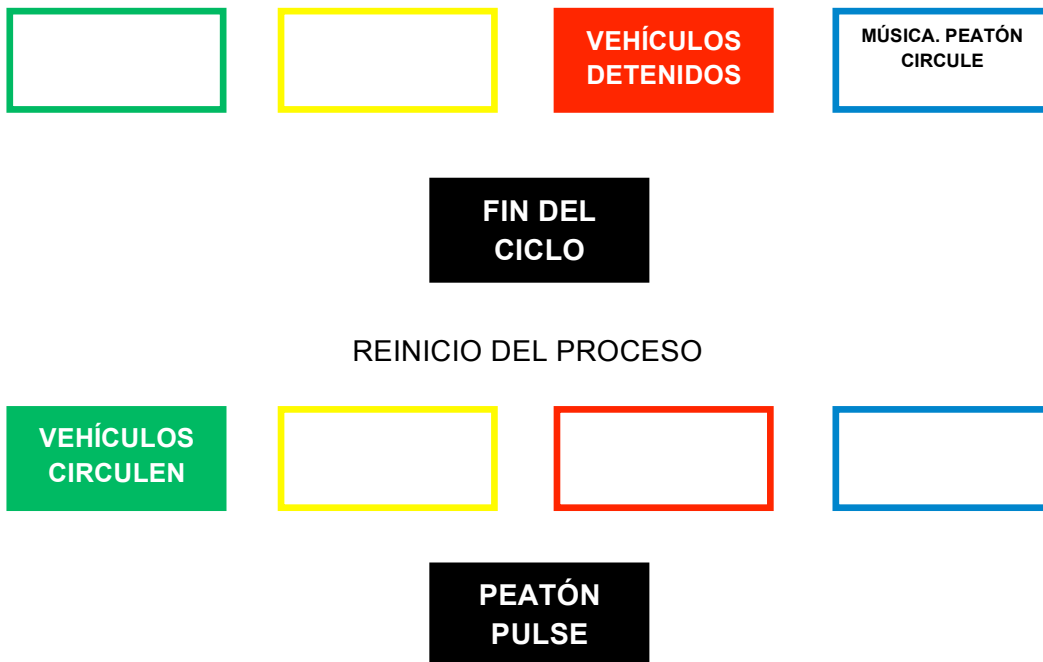 VEHÍCULOS
DETENIDOS
MÚSICA. PEATÓN
CIRCULE
FIN DEL
CICLO
REINICIO DEL PROCESO
VEHÍCULOS
CIRCULEN
PEATÓN
PULSE